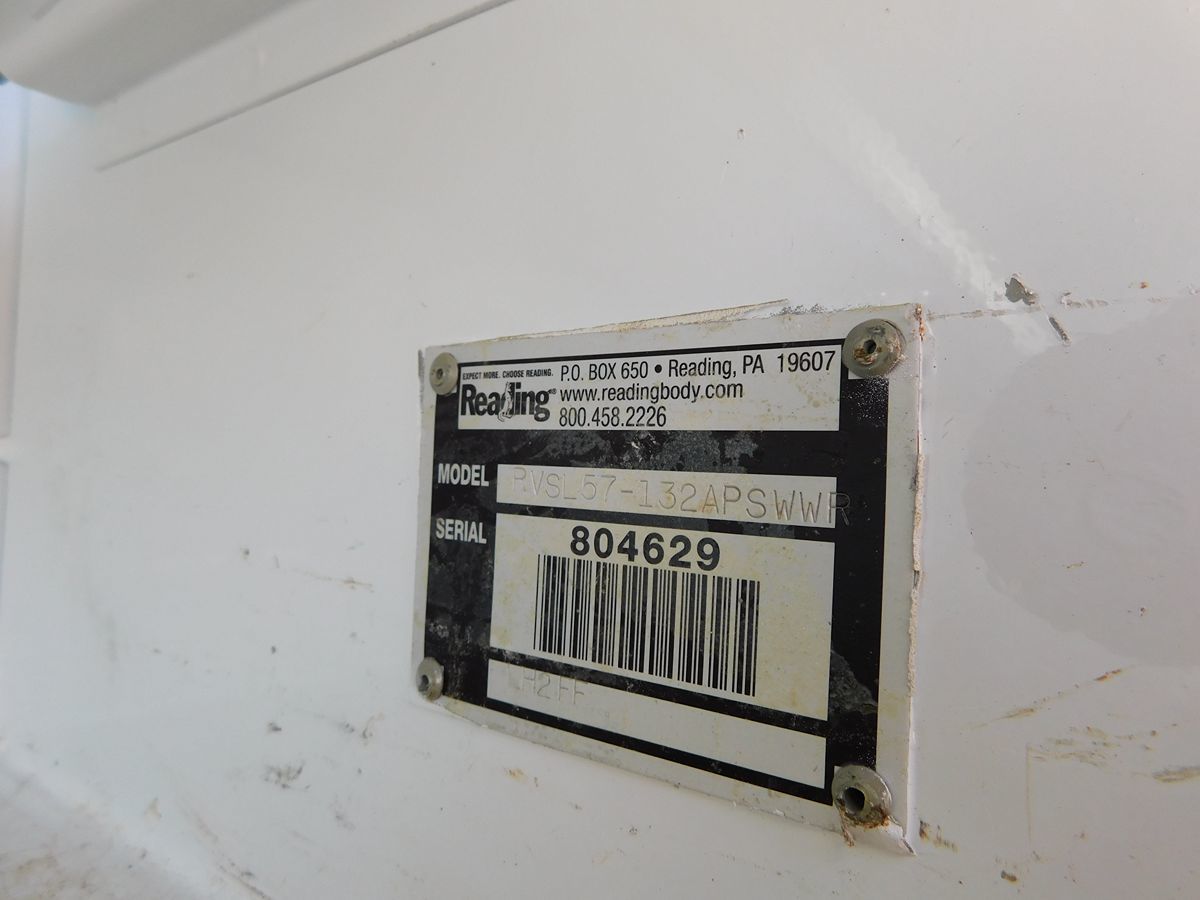 EXPECT MORE. CHOOSE READING.
Reading®
P.O. BOX 650 • Reading, PA 19607
www.readingbody.com
800.458.2226
MODEL RVSL57-132APSWWR
SERIAL 804629